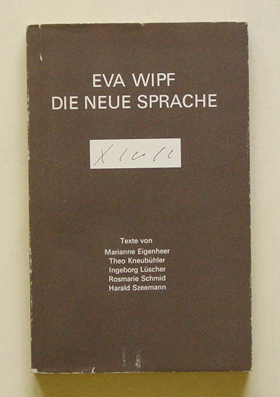 EVA WIPF
DIE NEUE SPRACHE
Texte von
Marianne Eigenheer
Theo Kneubühler
Ingeborg Lüscher
Rosmarie Schmid
Harald Szeemann